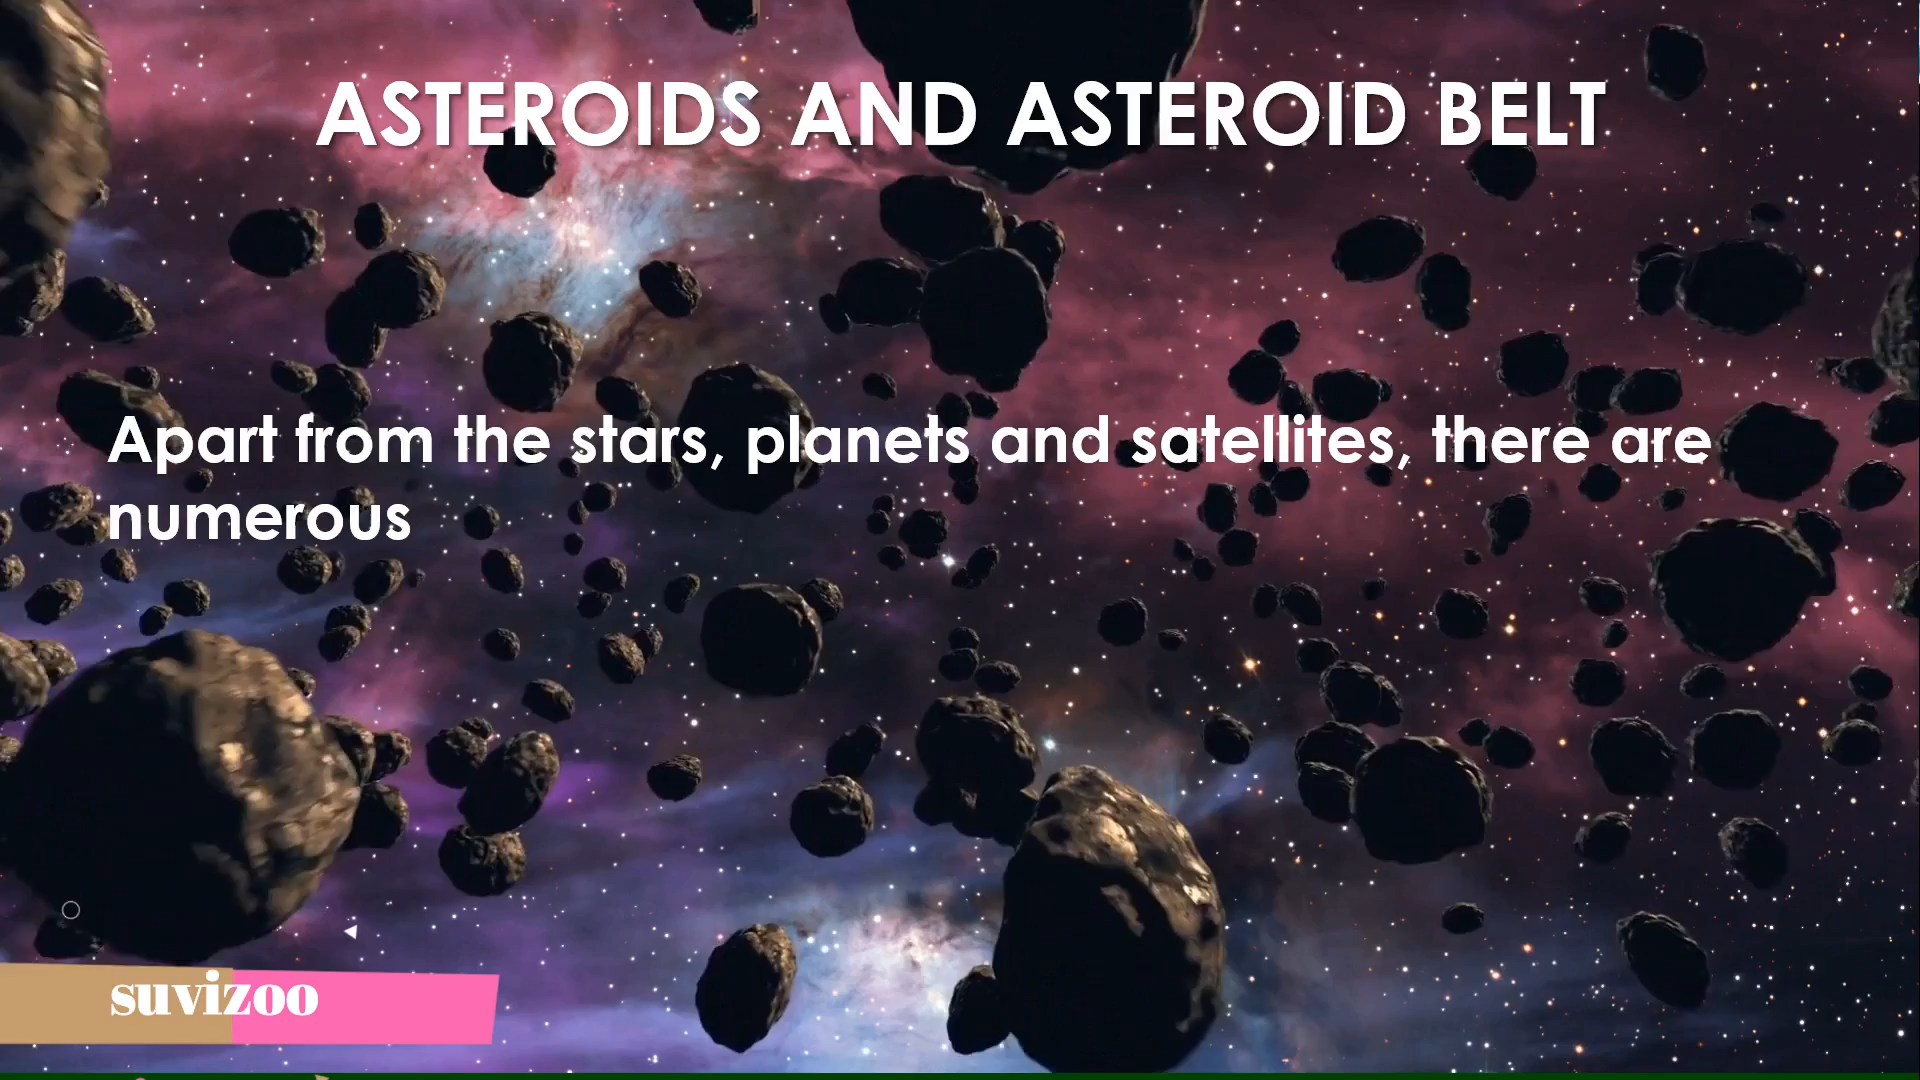 ASTEROIDS AND ASTEROID BELT
Apart from the stars, planets and satellites, there are
numerous
suvizoo